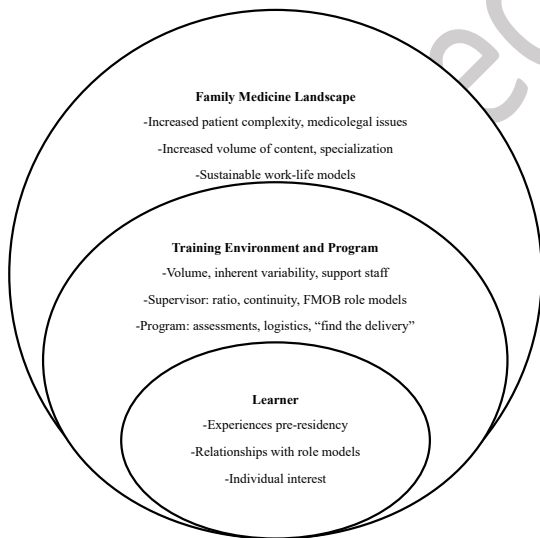 Family Medicine Landscape
-Increased patient complexity, medicolegal issues
-Increased volume of content, specialization
-Sustainable work-life models
Training Environment and Program
-Volume, inherent variability, support staff
-Supervisor: ratio, continuity, FMOB role models
-Program: assessments, logistics, “find the delivery”
Learner
-Experiences pre-residency
-Relationships with role models
-Individual interest